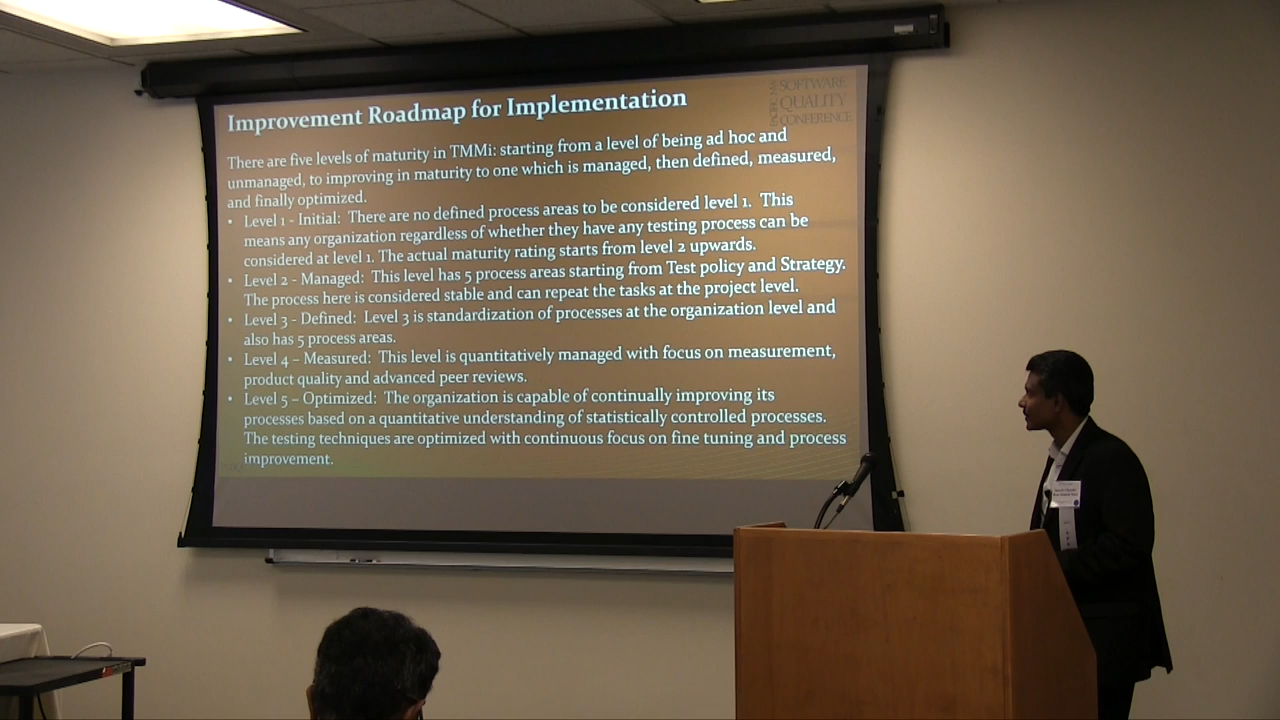 Improvement Roadmap for Implementation
PACIFIC NW
SOFTWARE
QUALITY
CONFERENCE
There are five levels of maturity in TMMi: starting from a level of being ad hoc and
unmanaged, to improving in maturity to one which is managed, then defined, measured,
and finally optimized.
• Level 1 - Initial: There are no defined process areas to be considered level 1. This
means any organization regardless of whether they have any testing process can be
considered at level 1. The actual maturity rating starts from level 2 upwards.
• Level 2 - Managed: This level has 5 process areas starting from Test policy and Strategy.
The process here is considered stable and can repeat the tasks at the project level.
• Level 3 - Defined: Level 3 is standardization of processes at the organization level and
also has 5 process areas.
• Level 4 – Measured: This level is quantitatively managed with focus on measurement,
product quality and advanced peer reviews.
• Level 5 – Optimized: The organization is capable of continually improving its
processes based on a quantitative understanding of statistically controlled processes.
The testing techniques are optimized with continuous focus on fine tuning and process
improvement.